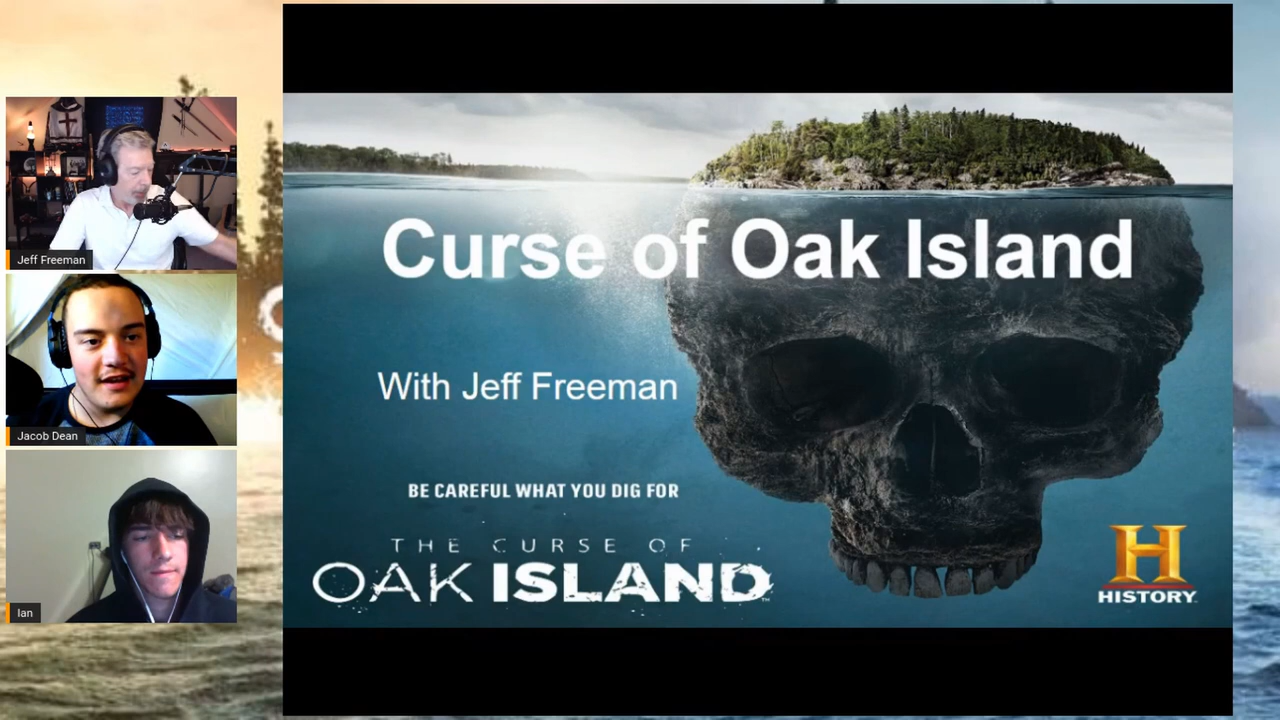 Jeff Freeman
Jacob Dean
Ian
Curse of Oak Island
With Jeff Freeman
BE CAREFUL WHAT YOU DIG FOR
THE CURSE OF
OAK ISLAND
H
HISTORY